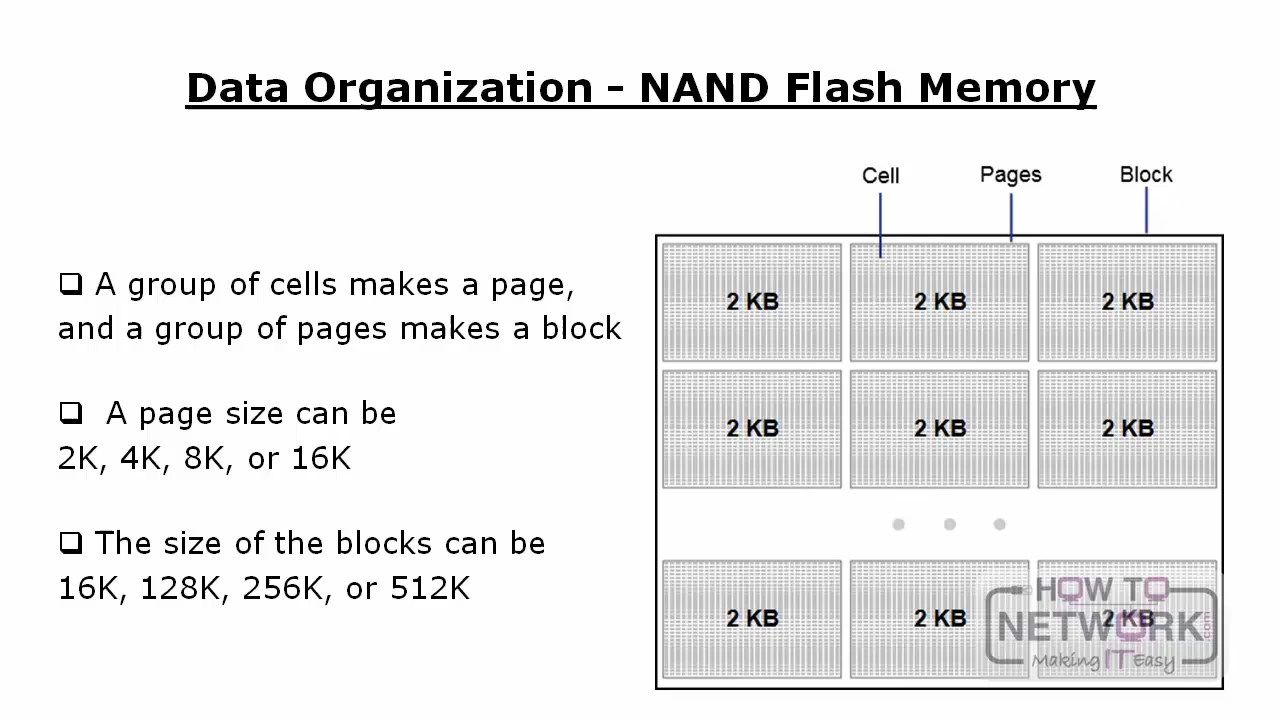 Data Organization - NAND Flash Memory
Cell Pages Block
❑ A group of cells makes a page,
and a group of pages makes a block
❑ A page size can be
2K, 4K, 8K, or 16K
❑ The size of the blocks can be
16K, 128K, 256K, or 512K
2 KB 2 KB 2 KB
2 KB 2 KB 2 KB
2 KB 2 KB 2 KB
HOW TO
NETWORK.com
Making IT Easy